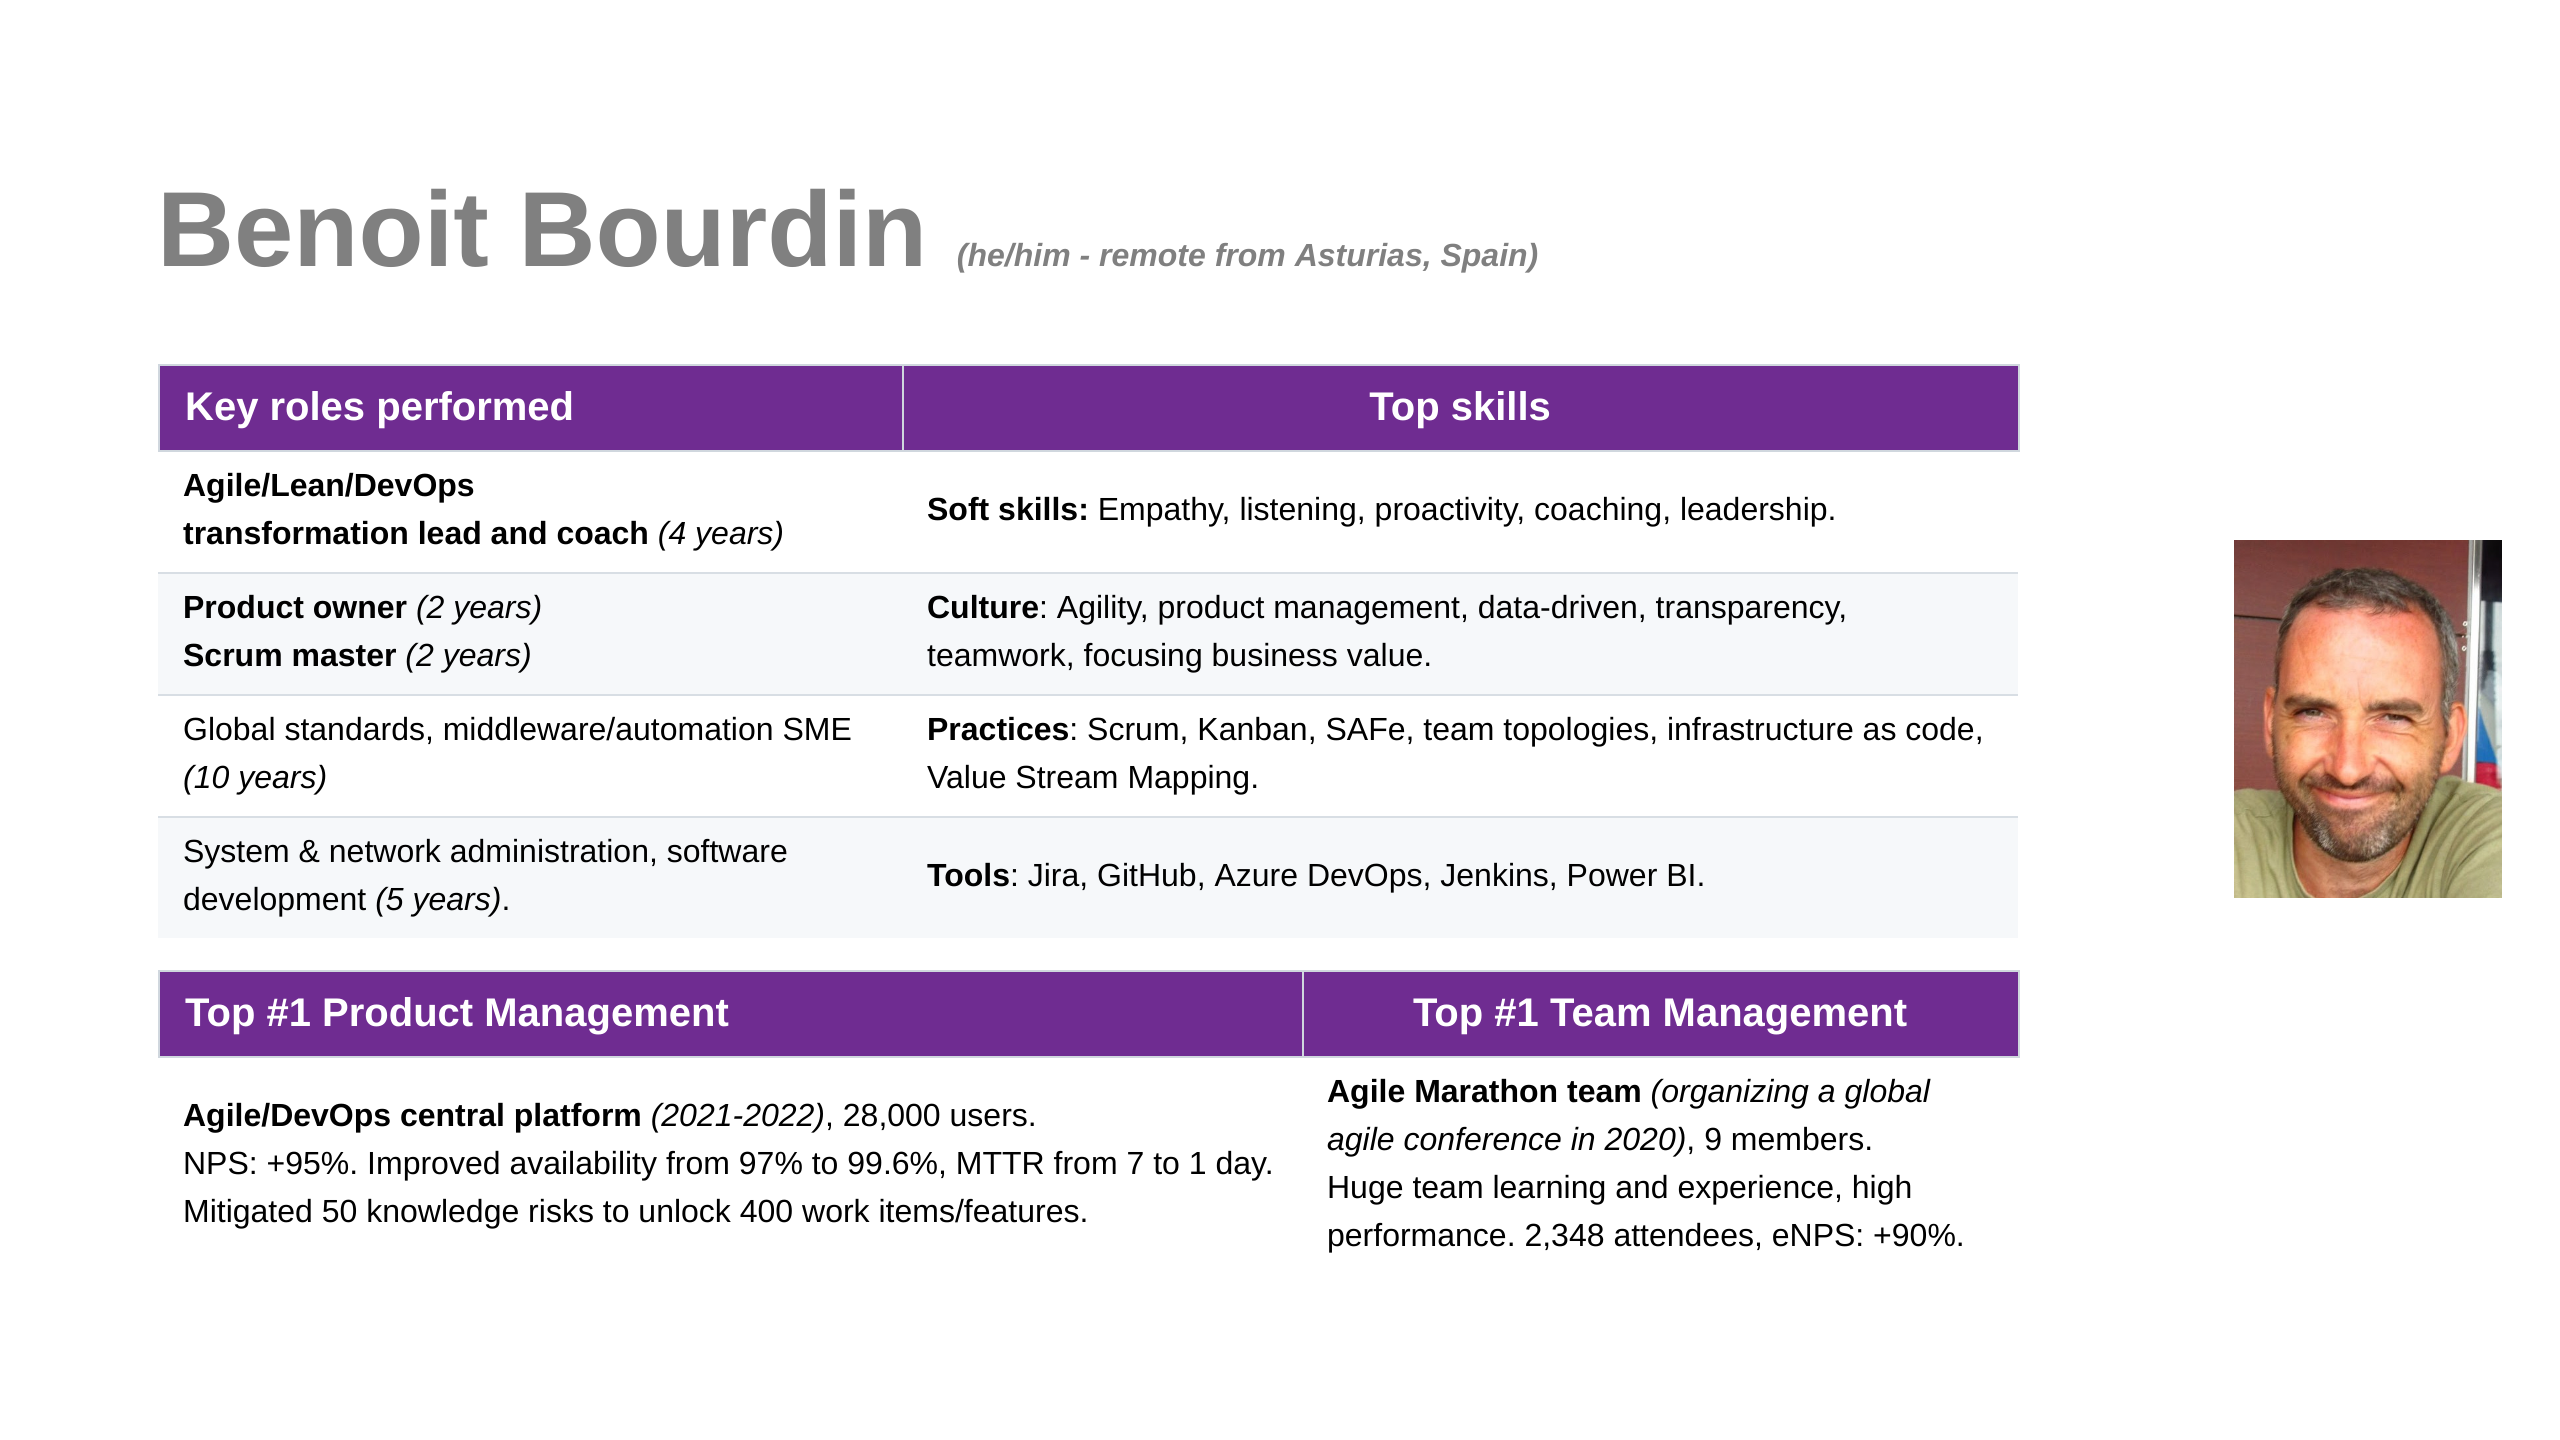 Benoit Bourdin (he/him - remote from Asturias, Spain)
Key roles performed
Top skills
Agile/Lean/DevOps
transformation lead and coach (4 years)
Soft skills: Empathy, listening, proactivity, coaching, leadership.
Product owner (2 years)
Scrum master (2 years)
Culture: Agility, product management, data-driven, transparency,
teamwork, focusing business value.
Global standards, middleware/automation SME
(10 years)
Practices: Scrum, Kanban, SAFe, team topologies, infrastructure as code,
Value Stream Mapping.
System & network administration, software
development (5 years).
Tools: Jira, GitHub, Azure DevOps, Jenkins, Power BI.
Top #1 Product Management
Top #1 Team Management
Agile/DevOps central platform (2021-2022), 28,000 users.
NPS: +95%. Improved availability from 97% to 99.6%, MTTR from 7 to 1 day.
Mitigated 50 knowledge risks to unlock 400 work items/features.
Agile Marathon team (organizing a global
agile conference in 2020), 9 members.
Huge team learning and experience, high
performance. 2,348 attendees, eNPS: +90%.